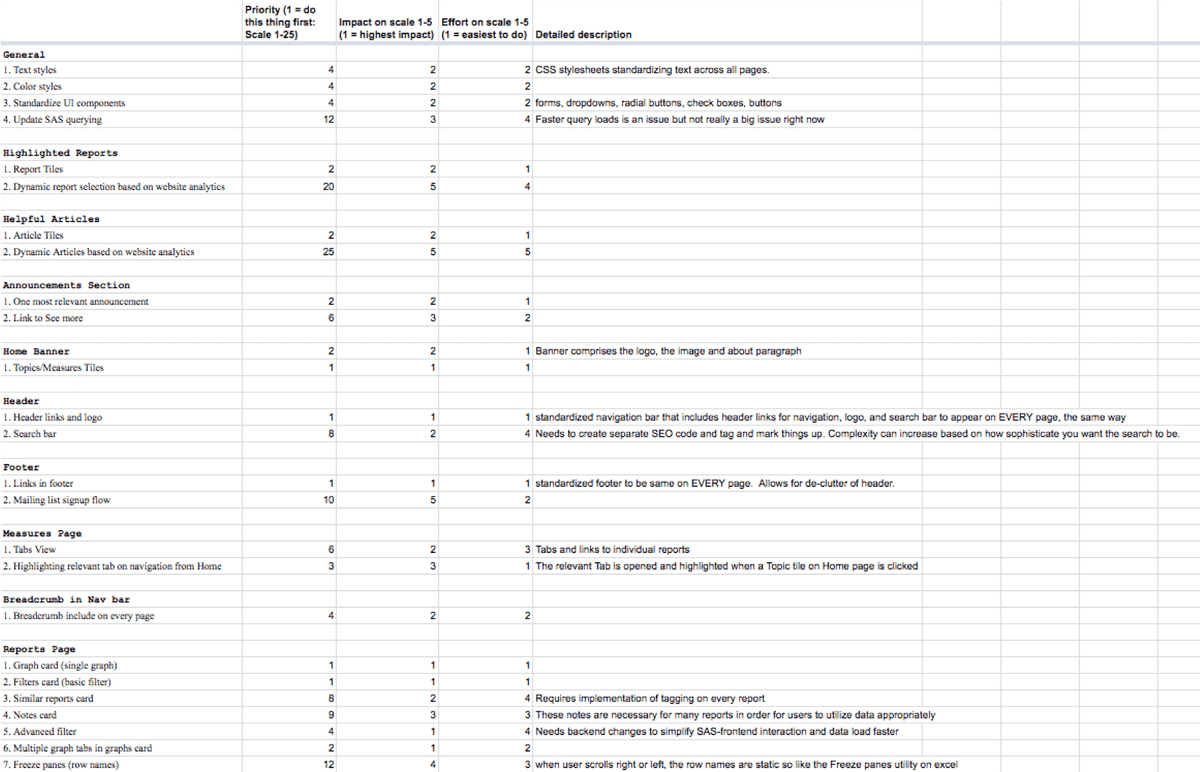 Priority (1 = do this thing first: Scale 1-25) Impact on scale 1-5 (1 = highest impact) Effort on scale 1-5 (1 = easiest to do) Detailed description
General
1. Text styles 4 2 2 CSS stylesheets standardizing text across all pages.
2. Color styles 4 2 2
3. Standardize UI components 4 2 2 forms, dropdowns, radial buttons, check boxes, buttons
4. Update SAS querying 12 3 4 Faster query loads is an issue but not really a big issue right now
Highlighted Reports
1. Report Tiles 2 2 1
2. Dynamic report selection based on website analytics 20 5 4
Helpful Articles
1. Article Tiles 2 2 1
2. Dynamic Articles based on website analytics 25 5 5
Announcements Section
1. One most relevant announcement 2 2 1
2. Link to See more 6 3 2
Home Banner 2 2 1 Banner comprises the logo, the image and about paragraph
1. Topics/Measures Tiles 1 1 1
Header
1. Header links and logo 1 1 1 standardized navigation bar that includes header links for navigation, logo, and search bar to appear on EVERY page, the same way
2. Search bar 8 2 4 Needs to create separate SEO code and tag and mark things up. Complexity can increase based on how sophisticate you want the search to be.
Footer
1. Links in footer 1 1 1 standardized footer to be same on EVERY page. Allows for de-clutter of header.
2. Mailing list signup flow 10 5 2
Measures Page
1. Tabs View 6 2 3 Tabs and links to individual reports
2. Highlighting relevant tab on navigation from Home 3 3 1 The relevant Tab is opened and highlighted when a Topic tile on Home page is clicked
Breadcrumb in Nav bar
1. Breadcrumb include on every page 4 2 2
Reports Page
1. Graph card (single graph) 1 1 1
2. Filters card (basic filter) 1 1 1
3. Similar reports card 8 2 4 Requires implementation of tagging on every report
4. Notes card 9 3 3 These notes are necessary for many reports in order for users to utilize data appropriately
5. Advanced filter 4 1 4 Needs backend changes to simplify SAS-frontend interaction and data load faster
6. Multiple graph tabs in graphs card 2 1 2
7. Freeze panes (row names) 12 4 3 when user scrolls right or left, the row names are static so like the Freeze panes utility on excel